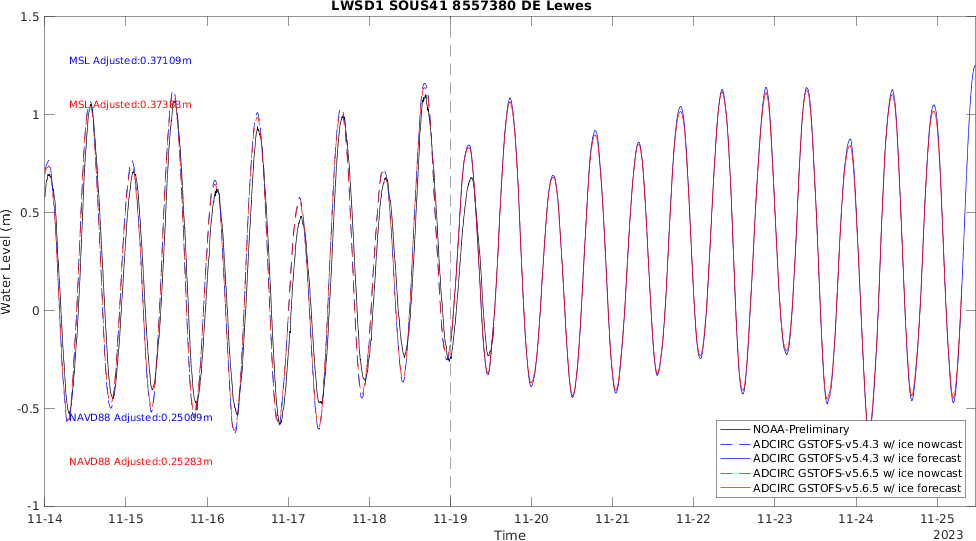 LWSD1 SOUS41 8557380 DE Lewes
1.5
1
0.5
0
-0.5
-1
Water Level (m)
MSL Adjusted:0.37109m
MSL Adjusted:0.37383m
NAVD88 Adjusted:0.25009m
NAVD88 Adjusted:0.25283m
NOAA-Preliminary
ADCIRC GSTOFS-v5.4.3 w/ ice nowcast
ADCIRC GSTOFS-v5.4.3 w/ ice forecast
ADCIRC GSTOFS-v5.6.5 w/ ice nowcast
ADCIRC GSTOFS-v5.6.5 w/ ice forecast
11-14 11-15 11-16 11-17 11-18 11-19 11-20 11-21 11-22 11-23 11-24 11-25
Time
2023